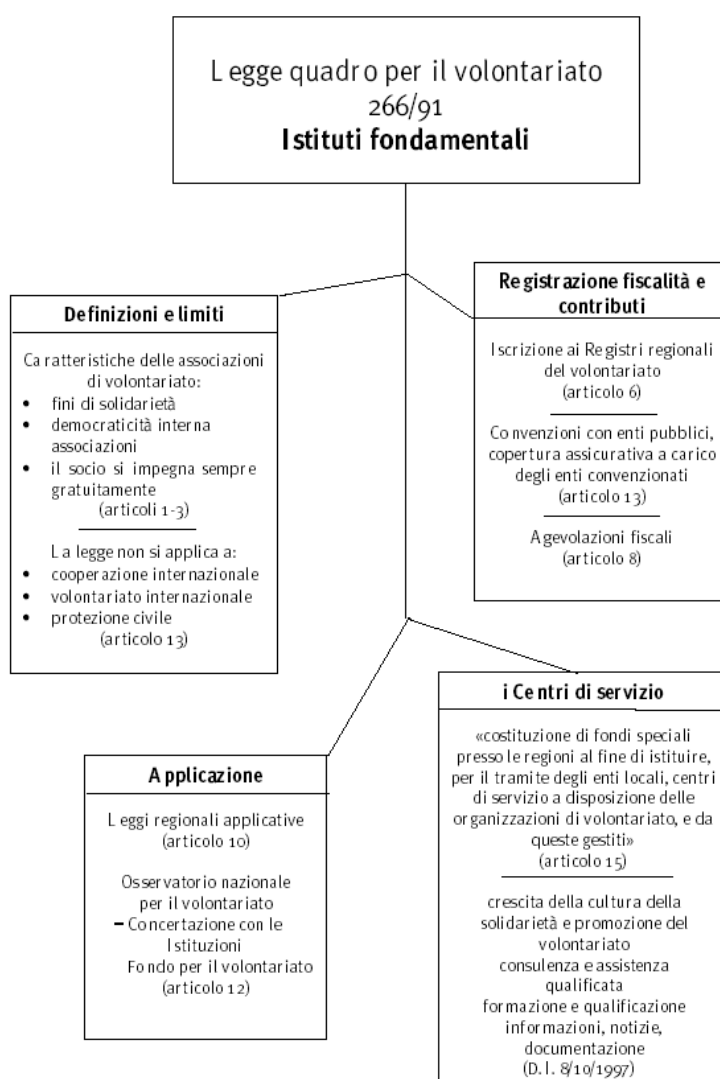 Legge quadro per il volontariato
266/91
Istituti fondamentali
Definizioni e limiti
Caratteristiche delle associazioni
di volontariato:
• fini di solidarietà
• democraticità interna
associazioni
• il socio si impegna sempre
gratuitamente
(articoli 1-3)
La legge non si applica a:
• cooperazione internazionale
• volontariato internazionale
• protezione civile
(articolo 13)
Registrazione fiscalità e
contributi
Iscrizione ai Registri regionali
del volontariato
(articolo 6)
Convenzioni con enti pubblici,
copertura assicurativa a carico
degli enti convenzionati
(articolo 13)
Agevolazioni fiscali
(articolo 8)
Applicazione
Leggi regionali applicative
(articolo 10)
Osservatorio nazionale
per il volontariato
– Concertazione con le
Istituzioni
Fondo per il volontariato
(articolo 12)
i Centri di servizio
«costituzione di fondi speciali
presso le regioni al fine di istituire,
per il tramite degli enti locali, centri
di servizio a disposizione delle
organizzazioni di volontariato, e da
queste gestiti»
(articolo 15)
crescita della cultura della
solidarietà e promozione del
volontariato
consulenza e assistenza
qualificata
formazione e qualificazione
informazioni, notizie,
documentazione
(D.I. 8/10/1997)